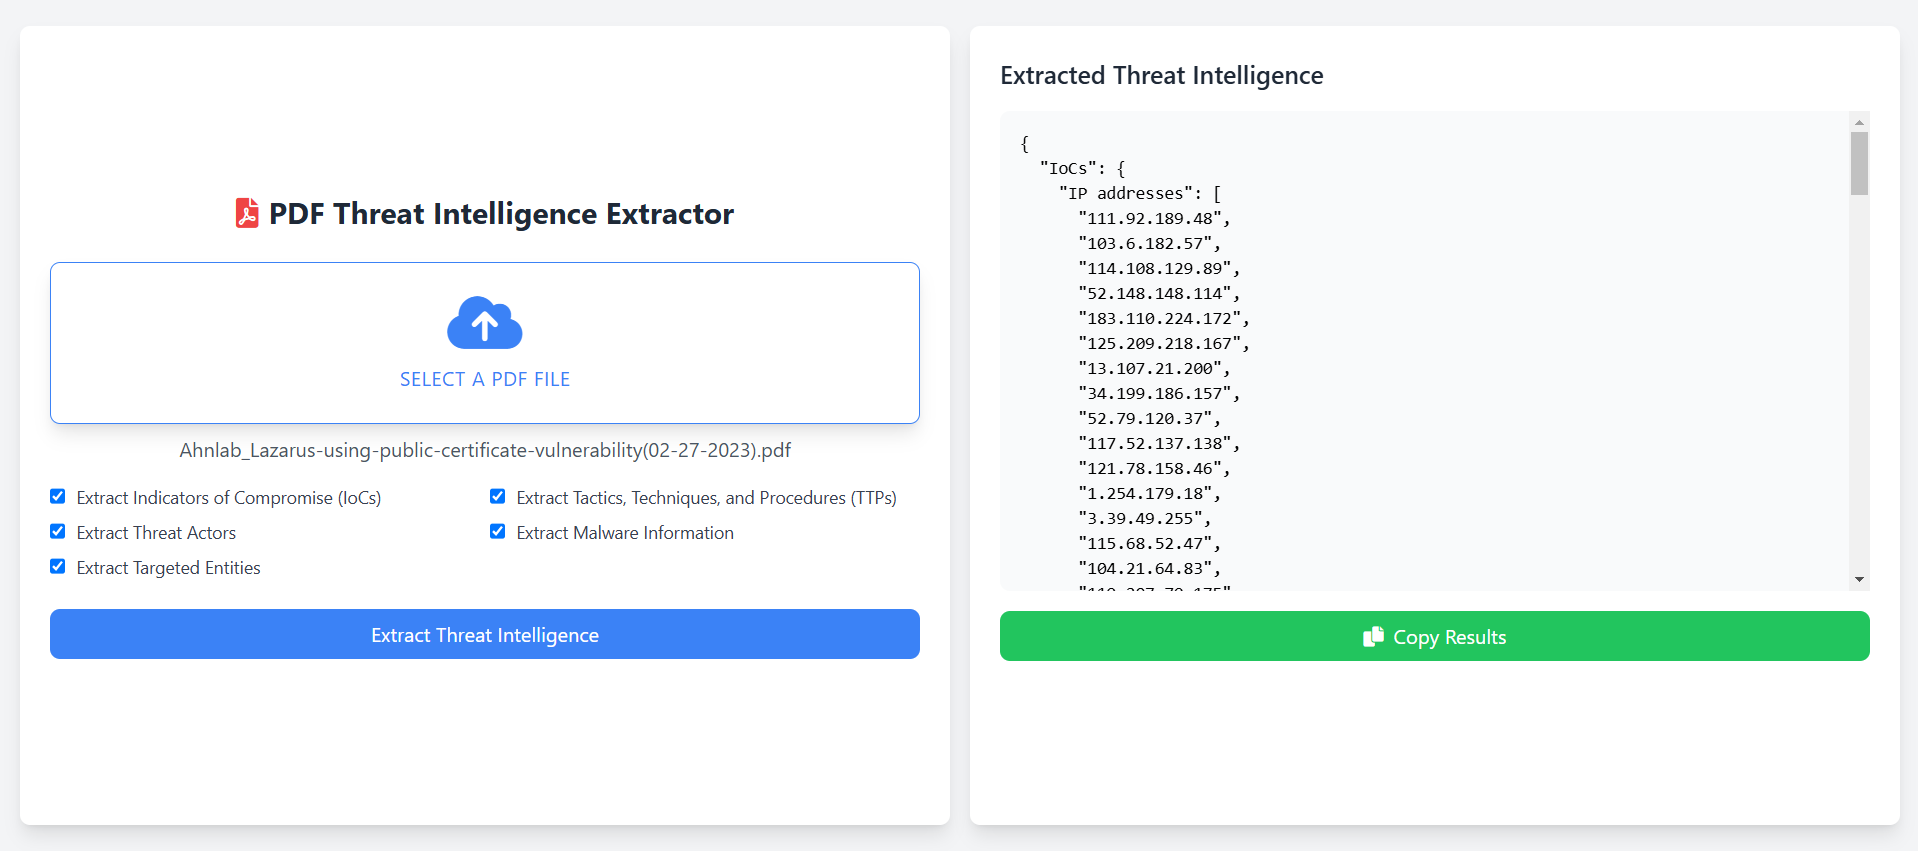 PDF Threat Intelligence Extractor
SELECT A PDF FILE
Ahnlab_Lazarus-using-public-certificate-vulnerability(02-27-2023).pdf
Extract Indicators of Compromise (IoCs)
Extract Tactics, Techniques, and Procedures (TTPs)
Extract Threat Actors
Extract Malware Information
Extract Targeted Entities
Extract Threat Intelligence
Extracted Threat Intelligence
{
"IoCs": {
"IP addresses": [
"111.92.189.48",
"103.6.182.57",
"114.108.129.89",
"52.148.148.114",
"183.110.224.172",
"125.209.218.167",
"13.107.21.200",
"34.199.186.157",
"52.79.120.37",
"117.52.137.138",
"121.78.158.46",
"1.254.179.18",
"3.39.49.255",
"115.68.52.47",
"104.21.64.83",
Copy Results